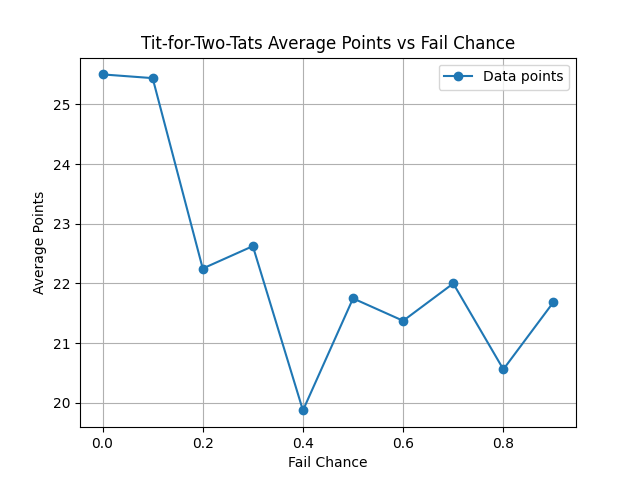 Tit-for-Two-Tats Average Points vs Fail Chance
Data points
Average Points
25
24
23
22
21
20
0.0 0.2 0.4 0.6 0.8
Fail Chance